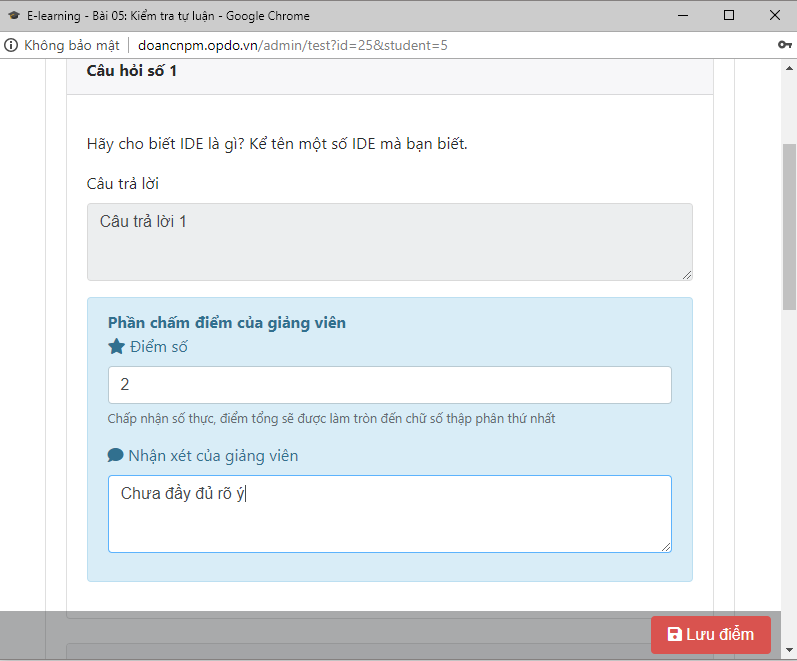 E-learning - Bài 05: Kiểm tra tự luận - Google Chrome
Không bảo mật | doancnpm.opdo.vn/admin/test?id=25&student=5
Câu hỏi số 1
Hãy cho biết IDE là gì? Kể tên một số IDE mà bạn biết.
Câu trả lời
Câu trả lời 1
Phần chấm điểm của giảng viên
Điểm số
2
Chấp nhận số thực, điểm tổng sẽ được làm tròn đến chữ số thập phân thứ nhất
Nhận xét của giảng viên
Chưa đầy đủ rõ ý
Lưu điểm